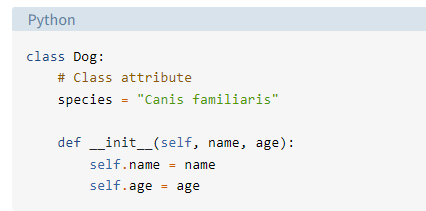 Python
class Dog:
    # Class attribute
    species = "Canis familiaris"
    def __init__(self, name, age):
        self.name = name
        self.age = age